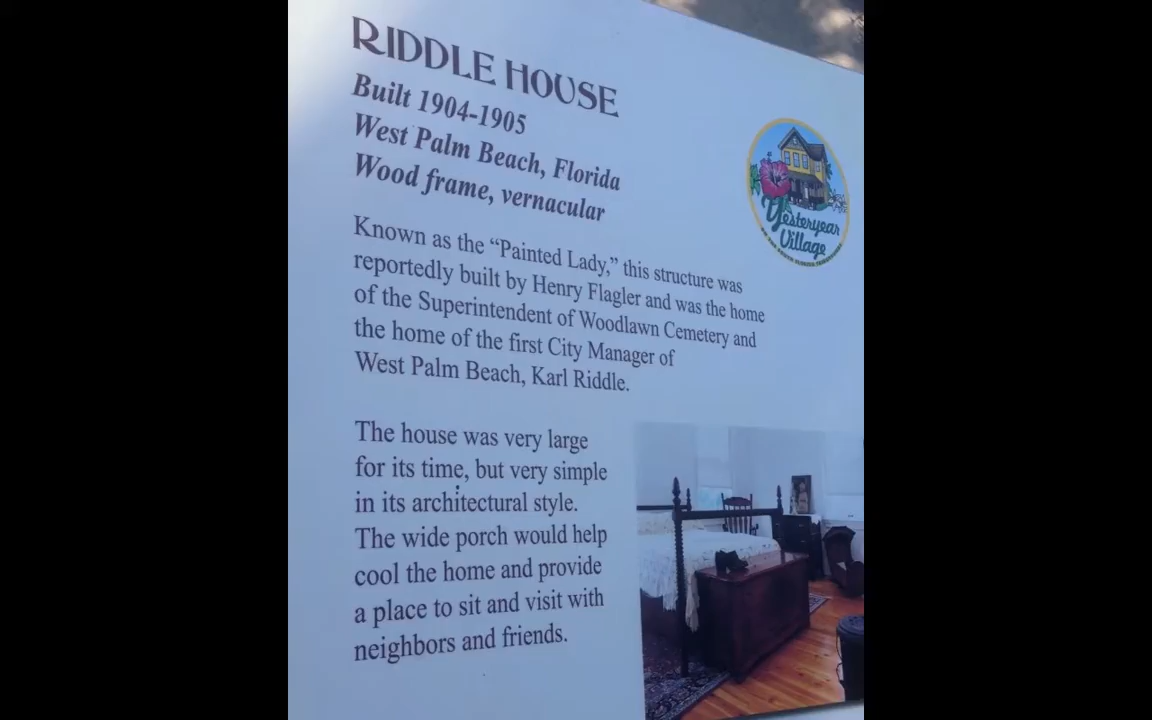 RIDDLE HOUSE
Built 1904-1905
West Palm Beach, Florida
Wood frame, vernacular
Known as the “Painted Lady,” this structure was
reportedly built by Henry Flagler and was the home
of the Superintendent of Woodlawn Cemetery and
the home of the first City Manager of
West Palm Beach, Karl Riddle.
The house was very large
for its time, but very simple
in its architectural style.
The wide porch would help
cool the home and provide
a place to sit and visit with
neighbors and friends.
Yesteryear
Village